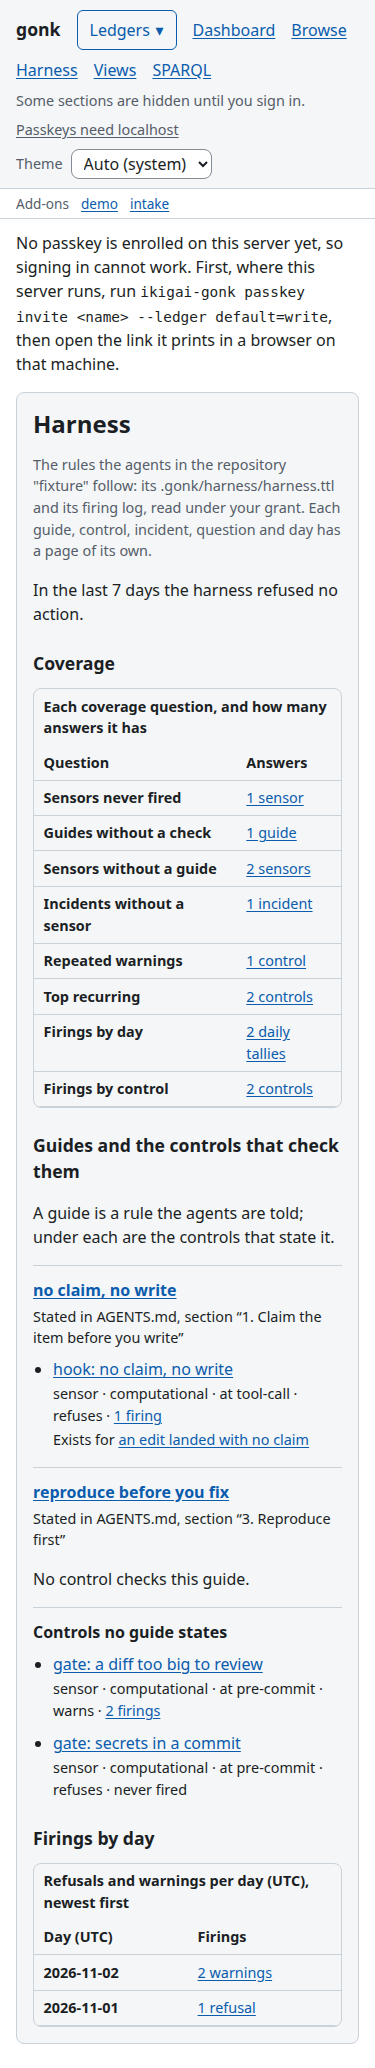 gonk Ledgers ▾ Dashboard Browse
Harness Views SPARQL
Some sections are hidden until you sign in.
Passkeys need localhost
Theme Auto (system)
Add-ons demo intake
No passkey is enrolled on this server yet, so
signing in cannot work. First, where this
server runs, run ikigai-gonk passkey
invite <name> --ledger default=write,
then open the link it prints in a browser on
that machine.
Harness
The rules the agents in the repository
"fixture" follow: its .gonk/harness/harness.ttl
and its firing log, read under your grant. Each
guide, control, incident, question and day has
a page of its own.
In the last 7 days the harness refused no
action.
Coverage
Each coverage question, and how many
answers it has
Question Answers
Sensors never fired 1 sensor
Guides without a check 1 guide
Sensors without a guide 2 sensors
Incidents without a 1 incident
sensor
Repeated warnings 1 control
Top recurring 2 controls
Firings by day 2 daily
tallies
Firings by control 2 controls
Guides and the controls that check
them
A guide is a rule the agents are told;
under each are the controls that state it.
no claim, no write
Stated in AGENTS.md, section “1. Claim the
item before you write”
• hook: no claim, no write
sensor · computational · at tool-call ·
refuses · 1 firing
Exists for an edit landed with no claim
reproduce before you fix
Stated in AGENTS.md, section “3. Reproduce
first”
No control checks this guide.
Controls no guide states
• gate: a diff too big to review
sensor · computational · at pre-commit ·
warns · 2 firings
• gate: secrets in a commit
sensor · computational · at pre-commit ·
refuses · never fired
Firings by day
Refusals and warnings per day (UTC),
newest first
Day (UTC) Firings
2026-11-02 2 warnings
2026-11-01 1 refusal